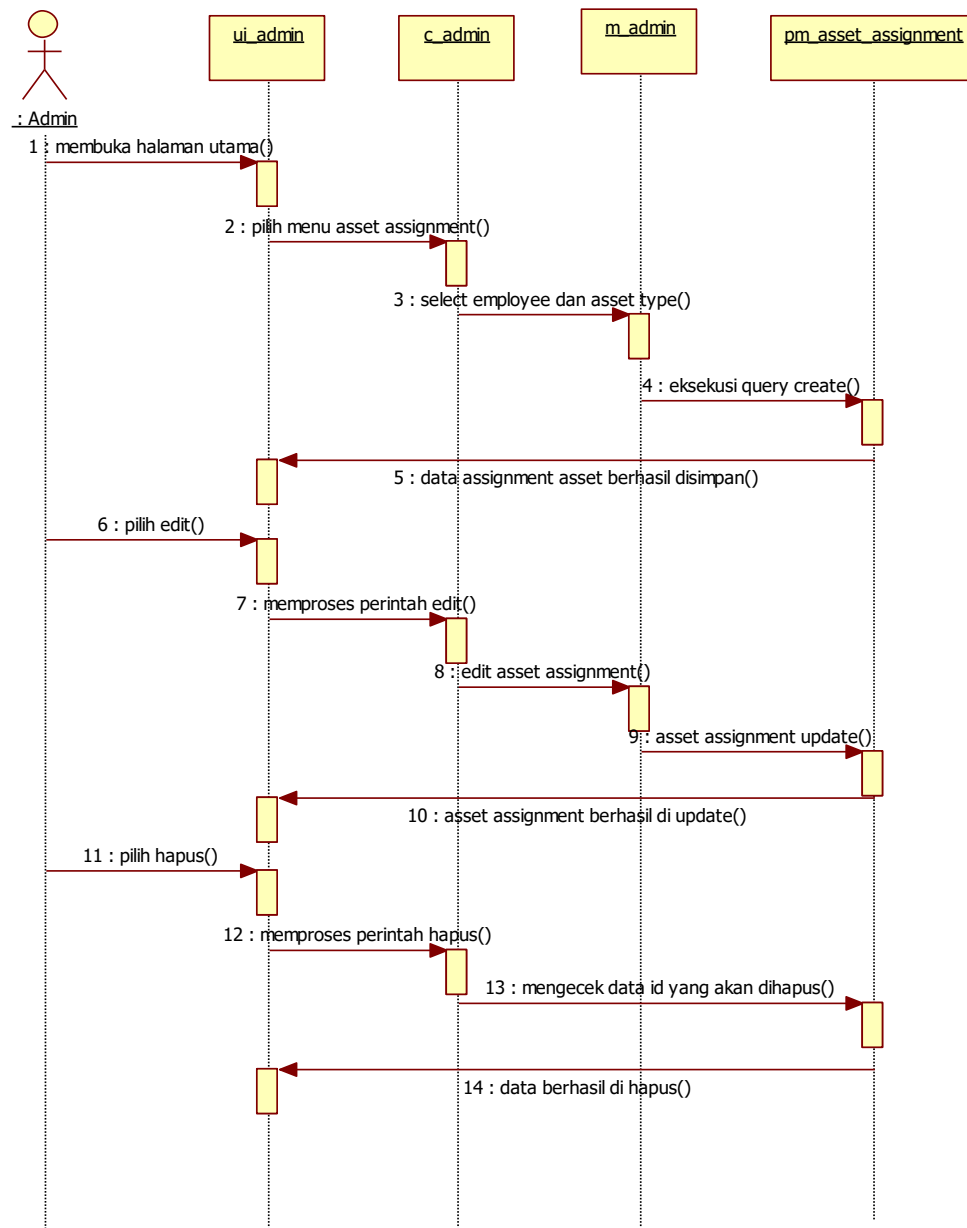 ui_admin
c_admin
m_admin
pm_asset_assignment
: Admin
1 : membuka halaman utama()
2 : pilih menu asset assignment()
3 : select employee dan asset type()
4 : eksekusi query create()
5 : data assignment asset berhasil disimpan()
6 : pilih edit()
7 : memproses perintah edit()
8 : edit asset assignment()
9 : asset assignment update()
10 : asset assignment berhasil di update()
11 : pilih hapus()
12 : memproses perintah hapus()
13 : mengecek data id yang akan dihapus()
14 : data berhasil di hapus()